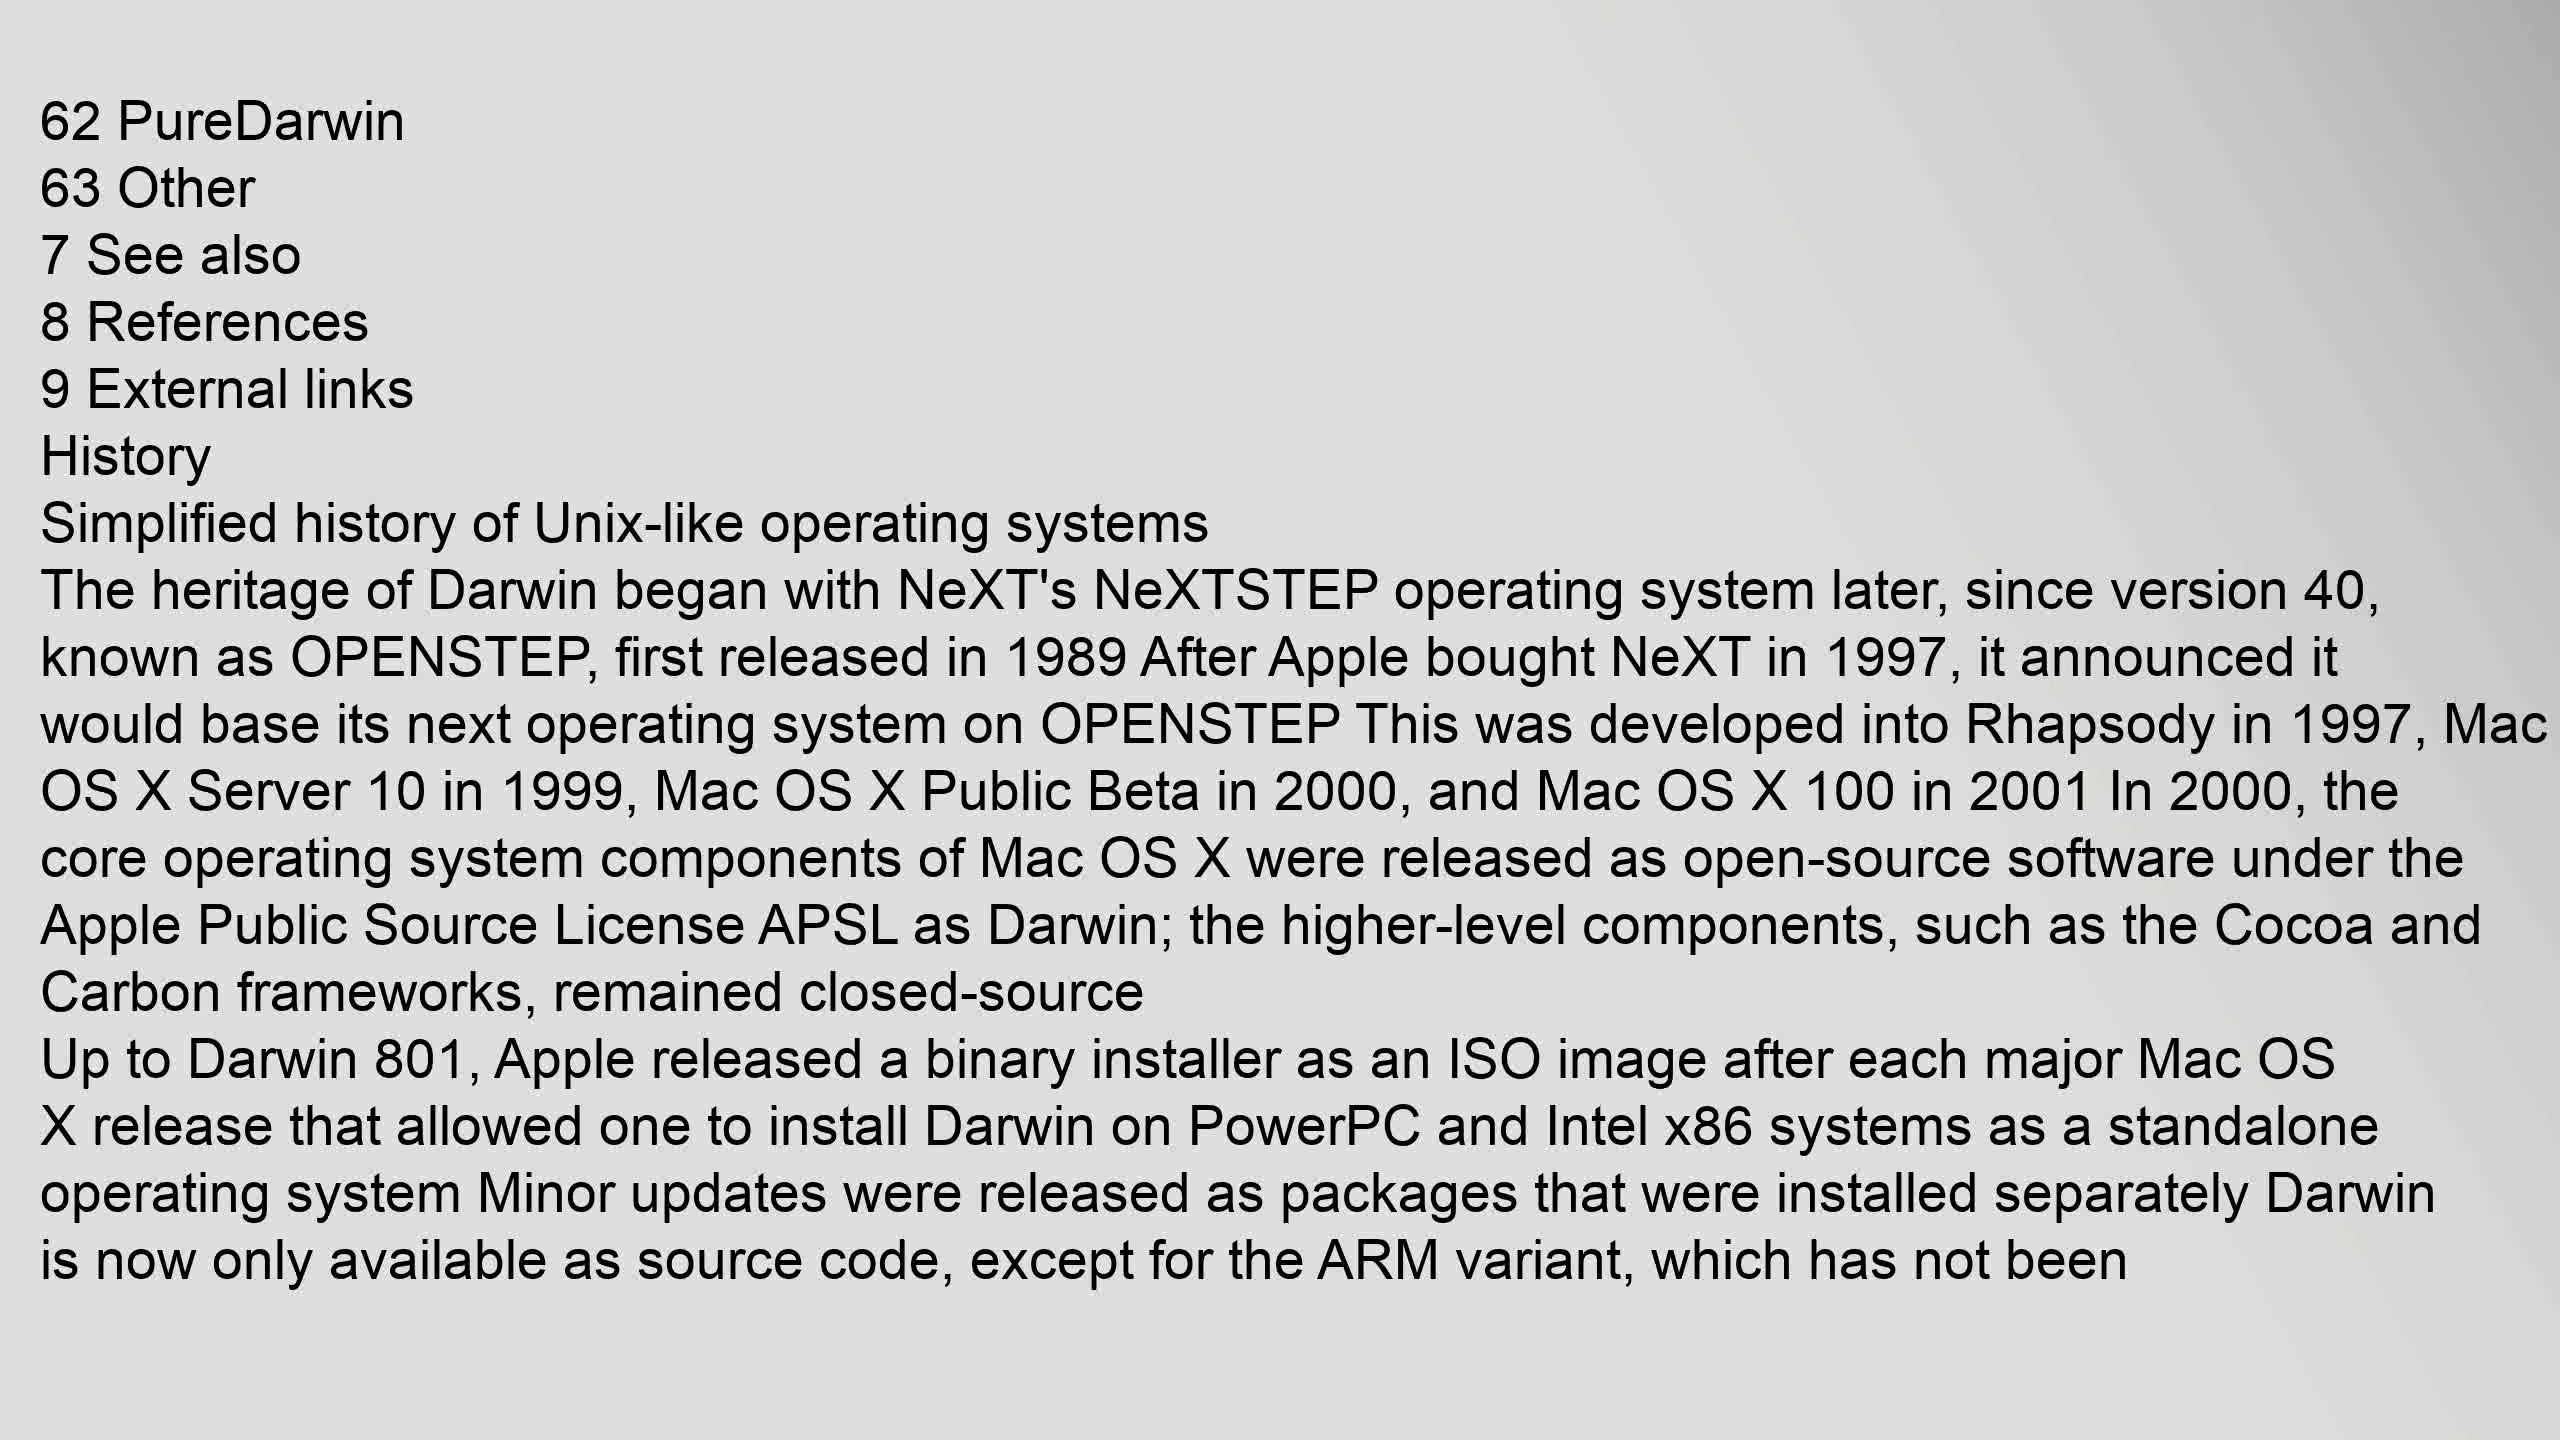 62 PureDarwin
63 Other
7 See also
8 References
9 External links
History
Simplified history of Unix-like operating systems
The heritage of Darwin began with NeXT's NeXTSTEP operating system later, since version 40,
known as OPENSTEP, first released in 1989 After Apple bought NeXT in 1997, it announced it
would base its next operating system on OPENSTEP This was developed into Rhapsody in 1997, Mac
OS X Server 10 in 1999, Mac OS X Public Beta in 2000, and Mac OS X 100 in 2001 In 2000, the
core operating system components of Mac OS X were released as open-source software under the
Apple Public Source License APSL as Darwin; the higher-level components, such as the Cocoa and
Carbon frameworks, remained closed-source
Up to Darwin 801, Apple released a binary installer as an ISO image after each major Mac OS
X release that allowed one to install Darwin on PowerPC and Intel x86 systems as a standalone
operating system Minor updates were released as packages that were installed separately Darwin
is now only available as source code, except for the ARM variant, which has not been